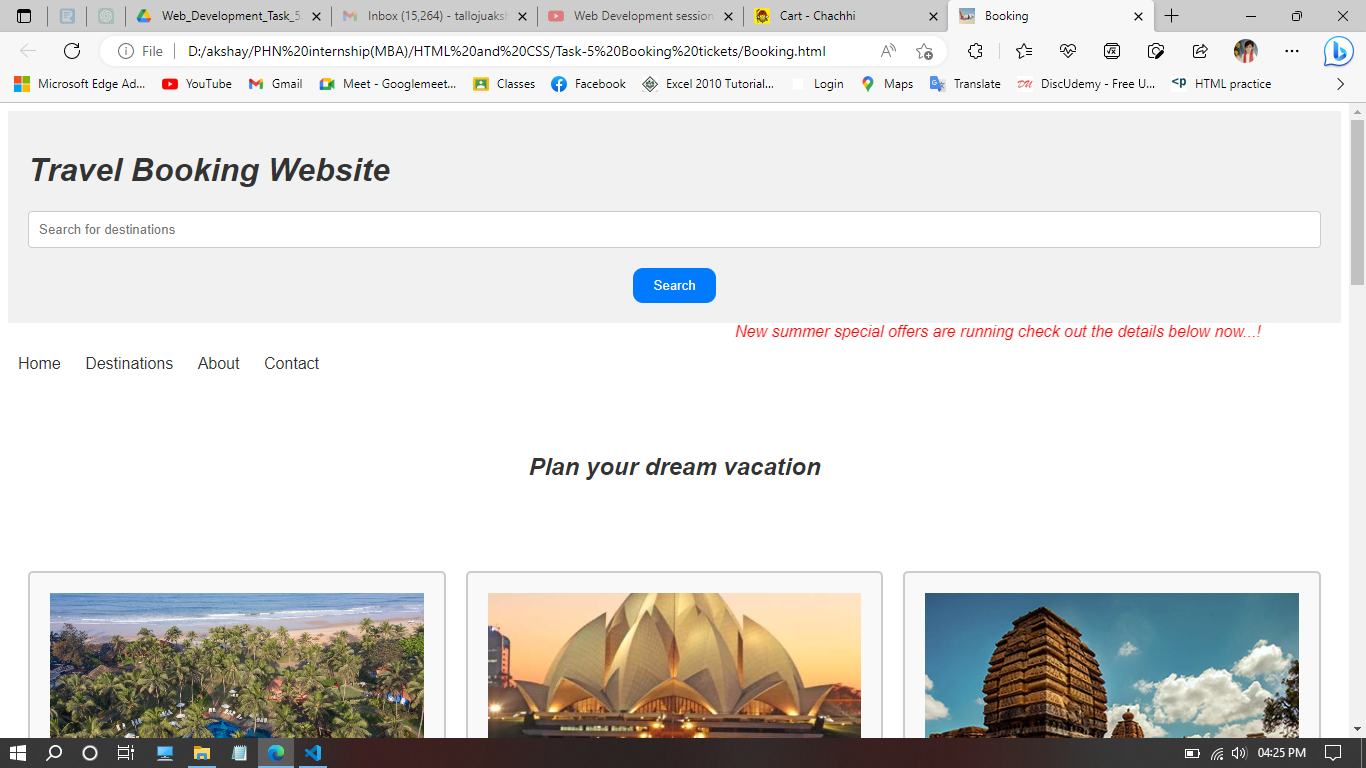 Web_Development_Task_5
Inbox (15,264) - tallojuaksh
Web Development session
Cart - Chachhi
Booking
File
D:/akshay/PHN%20internship(MBA)/HTML%20and%20CSS/Task-5%20Booking%20tickets/Booking.html
Microsoft Edge Ad...
YouTube
Gmail
Meet - Googlemeet...
Classes
Facebook
Excel 2010 Tutorial...
Login
Maps
Translate
DiscUdemy - Free U...
HTML practice
Travel Booking Website
Search for destinations
Search
New summer special offers are running check out the details below now...!
Home Destinations About Contact
Plan your dream vacation
04:25 PM